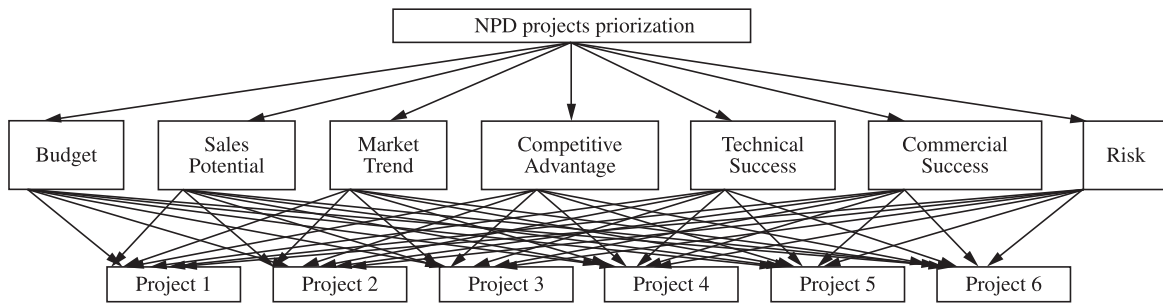 NPD projects priorization
Budget
Sales
Potential
Market
Trend
Competitive
Advantage
Technical
Success
Commercial
Success
Risk
Project 1
Project 2
Project 3
Project 4
Project 5
Project 6